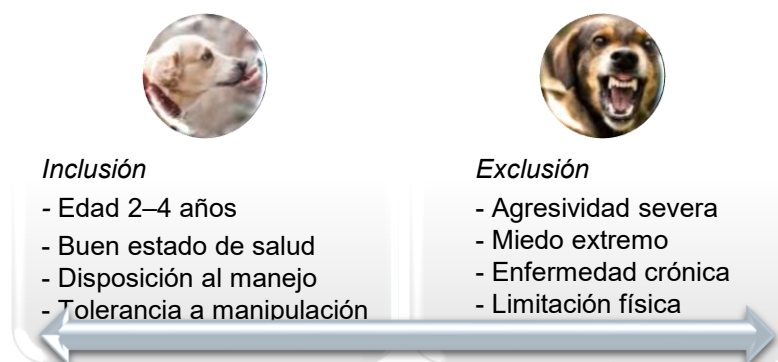 Inclusión
- Edad 2–4 años
- Buen estado de salud
- Disposición al manejo
- Tolerancia a manipulación
Exclusión
- Agresividad severa
- Miedo extremo
- Enfermedad crónica
- Limitación física